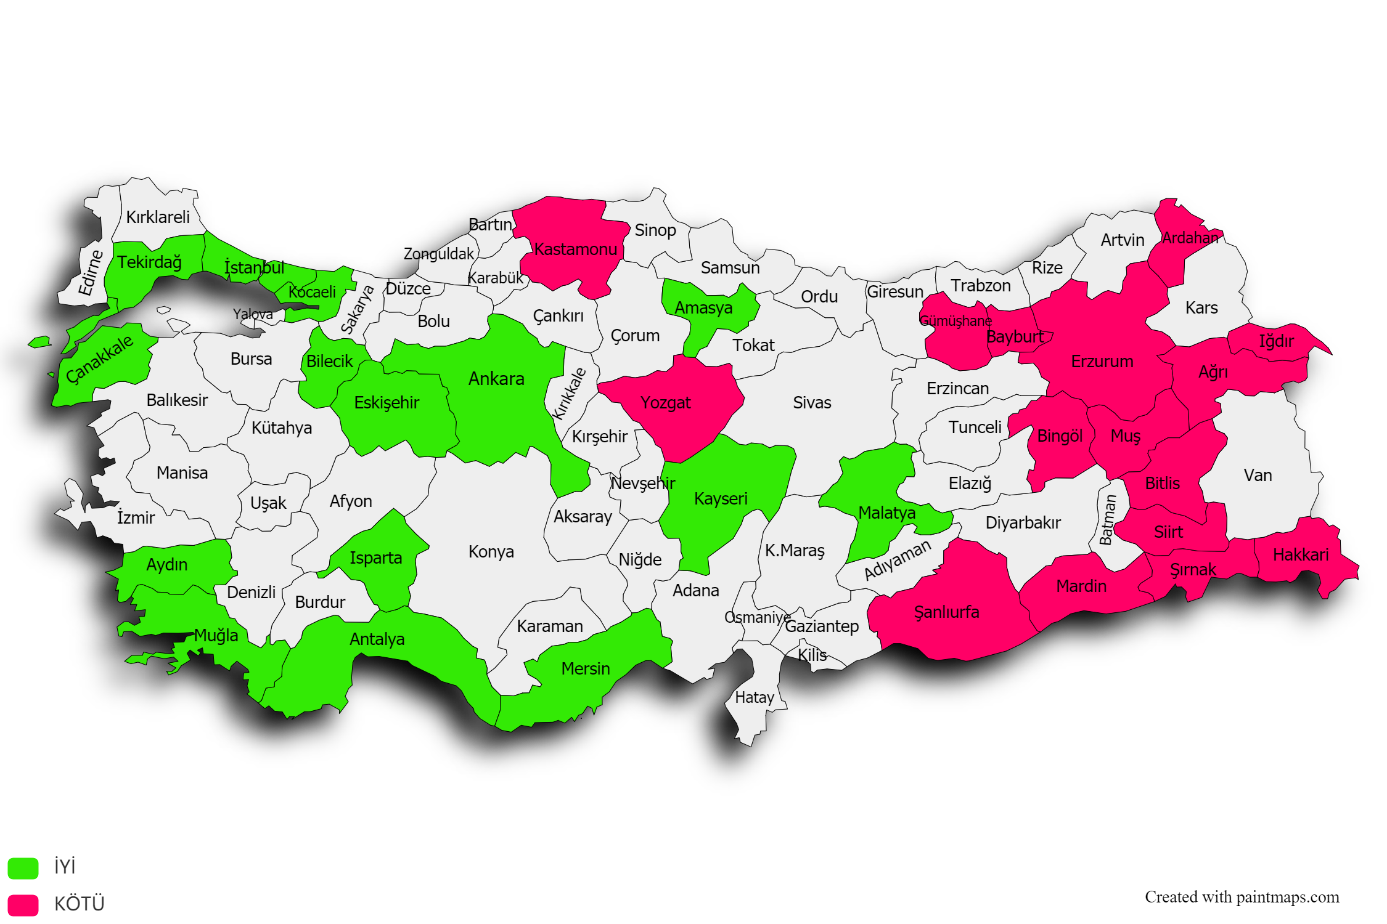 Kırklareli
Edirne
Tekirdağ
İstanbul
Kocaeli
Yalova
Sakarya
Düzce
Zonguldak
Bartın
Karabük
Kastamonu
Sinop
Samsun
Bolu
Çankırı
Çorum
Amasya
Tokat
Ordu
Giresun
Trabzon
Rize
Artvin
Ardahan
Kars
Gümüşhane
Bayburt
Erzurum
Iğdır
Ağrı
Çanakkale
Balıkesir
Bursa
Bilecik
Eskişehir
Ankara
Kırıkkale
Yozgat
Sivas
Erzincan
Tunceli
Bingöl
Muş
Bitlis
Van
Kütahya
Kırşehir
Manisa
Uşak
Afyon
Nevşehir
Kayseri
Malatya
Elazığ
Diyarbakır
Batman
Siirt
Şırnak
Hakkari
İzmir
Aksaray
Konya
Isparta
Aydın
Denizli
Burdur
Niğde
Adana
K.Maraş
Adıyaman
Şanlıurfa
Mardin
Muğla
Antalya
Karaman
Mersin
Osmaniye
Gaziantep
Kilis
Hatay
İYİ
KÖTÜ
Created with paintmaps.com